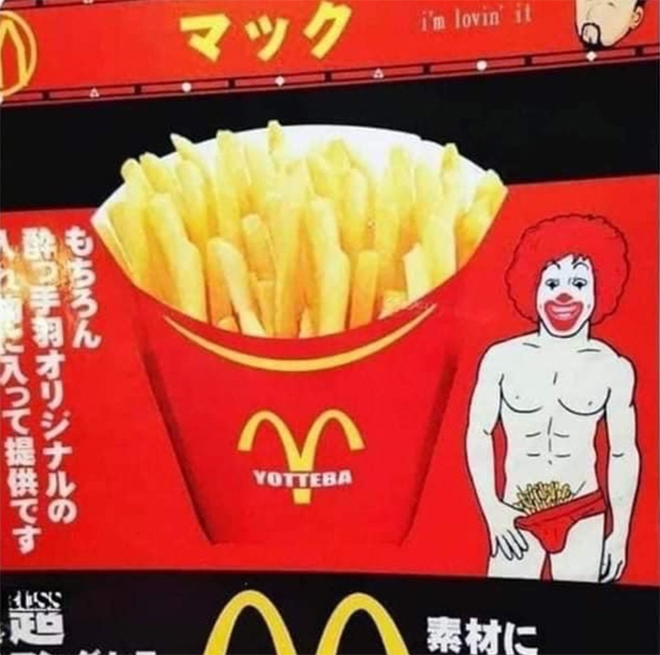 マック
i'm lovin' it
もちろん
酔っ手羽オリジナルの
入れ物に入って提供です
YOTTEBA
超
素材に